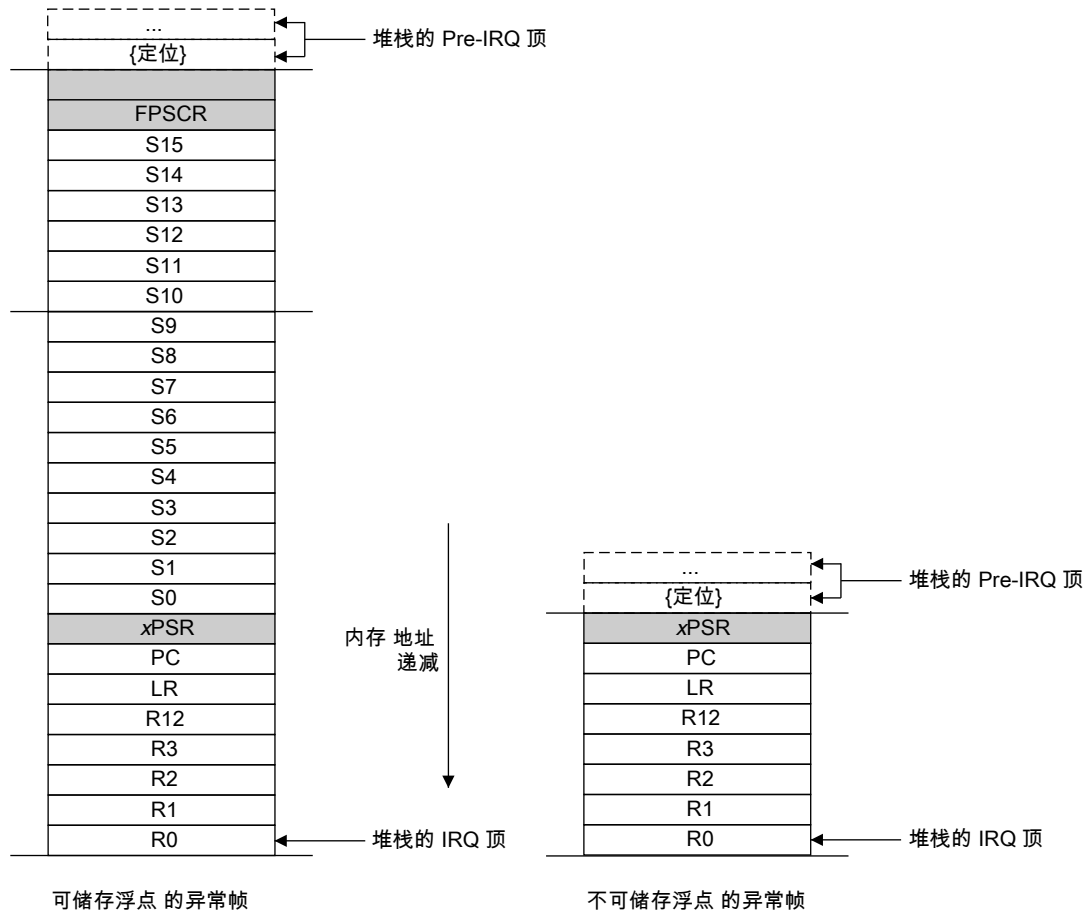 ...
{定位}
堆栈的 Pre-IRQ 顶
FPSCR
S15
S14
S13
S12
S11
S10
S9
S8
S7
S6
S5
S4
S3
S2
S1
S0
xPSR
PC
LR
R12
R3
R2
R1
R0
堆栈的 IRQ 顶
可储存浮点 的异常帧
内存 地址
递减
...
{定位}
堆栈的 Pre-IRQ 顶
xPSR
PC
LR
R12
R3
R2
R1
R0
堆栈的 IRQ 顶
不可储存浮点 的异常帧